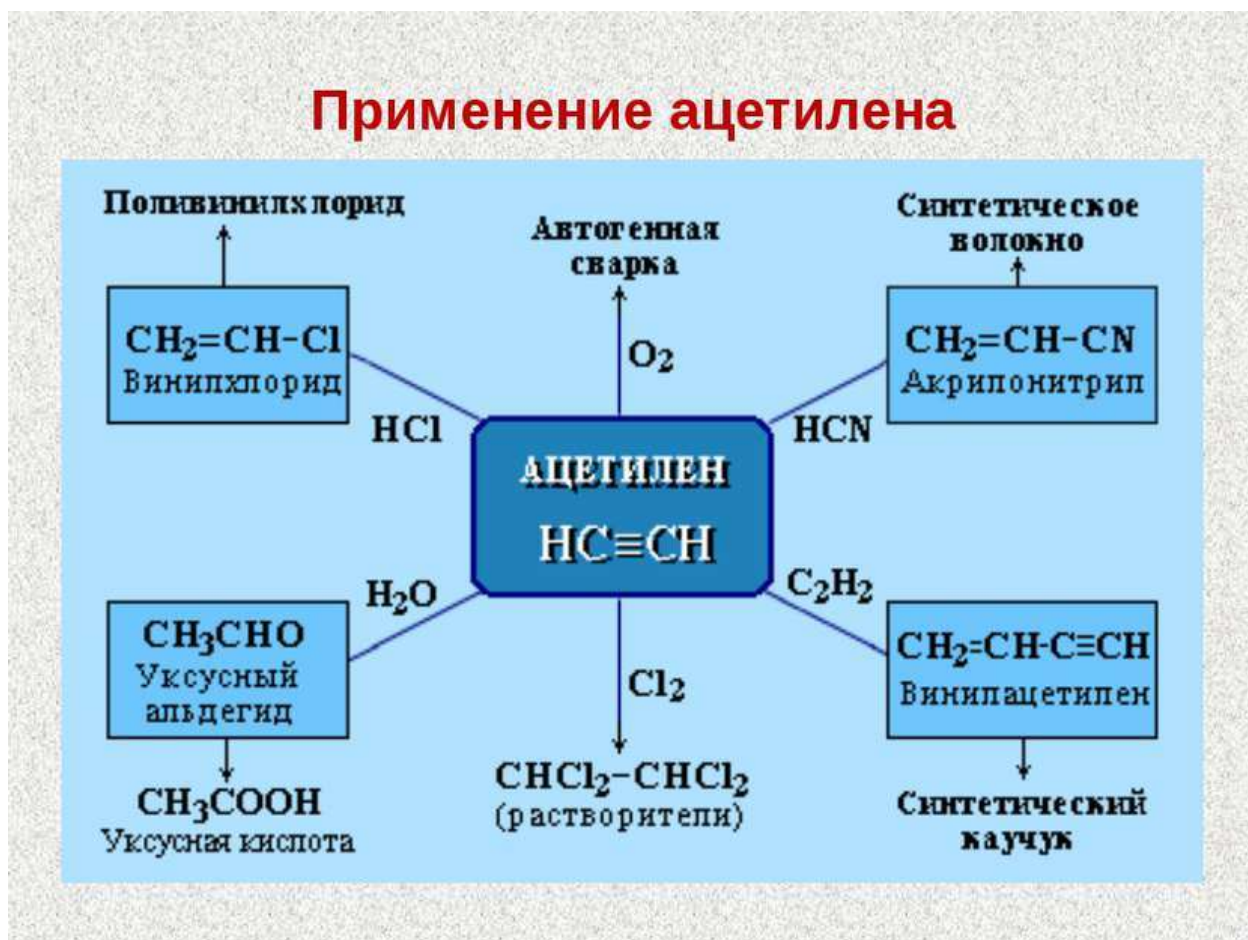 Применение ацетилена
Поливинилхлорид
CH₂=CH-Cl
Винилхлорид
HCl
Автогенная
сварка
O₂
Синтетическое
волокно
CH₂=CH-CN
Акрилонитрил
HCN
АЦЕТИЛЕН
HC≡CH
H₂O
CH₃CHO
Уксусный
альдегид
CH₃COOH
Уксусная кислота
Cl₂
CHCl₂-CHCl₂
(растворители)
C₂H₂
CH₂=CH-C≡CH
Винилацетилен
Синтетический
каучук